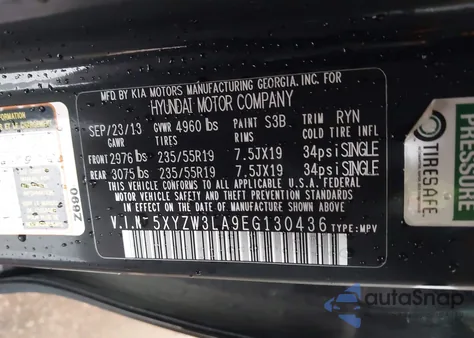 MFD. BY KIA MOTORS MANUFACTURING GEORGIA, INC. FOR
HYUNDAI MOTOR COMPANY
SEP/23/13 GVWR 4960 lbs PAINT S3B TRIM RYN
GAWR TIRES RIMS COLD TIRE INFL
FRONT 2976 lbs 235/55R19 7.5JX19 34psi SINGLE
REAR 3075 lbs 235/55R19 7.5JX19 34psi SINGLE
THIS VEHICLE CONFORMS TO ALL APPLICABLE U.S.A. FEDERAL
MOTOR VEHICLE SAFETY AND THEFT PREVENTION STANDARDS
IN EFFECT ON THE DATE OF MANUFACTURE SHOWN ABOVE.
V.I.N: 5XYZW3LA9EG130436 TYPE: MPV
Z690
TIRESAFE
PRESSURE
autoSnap